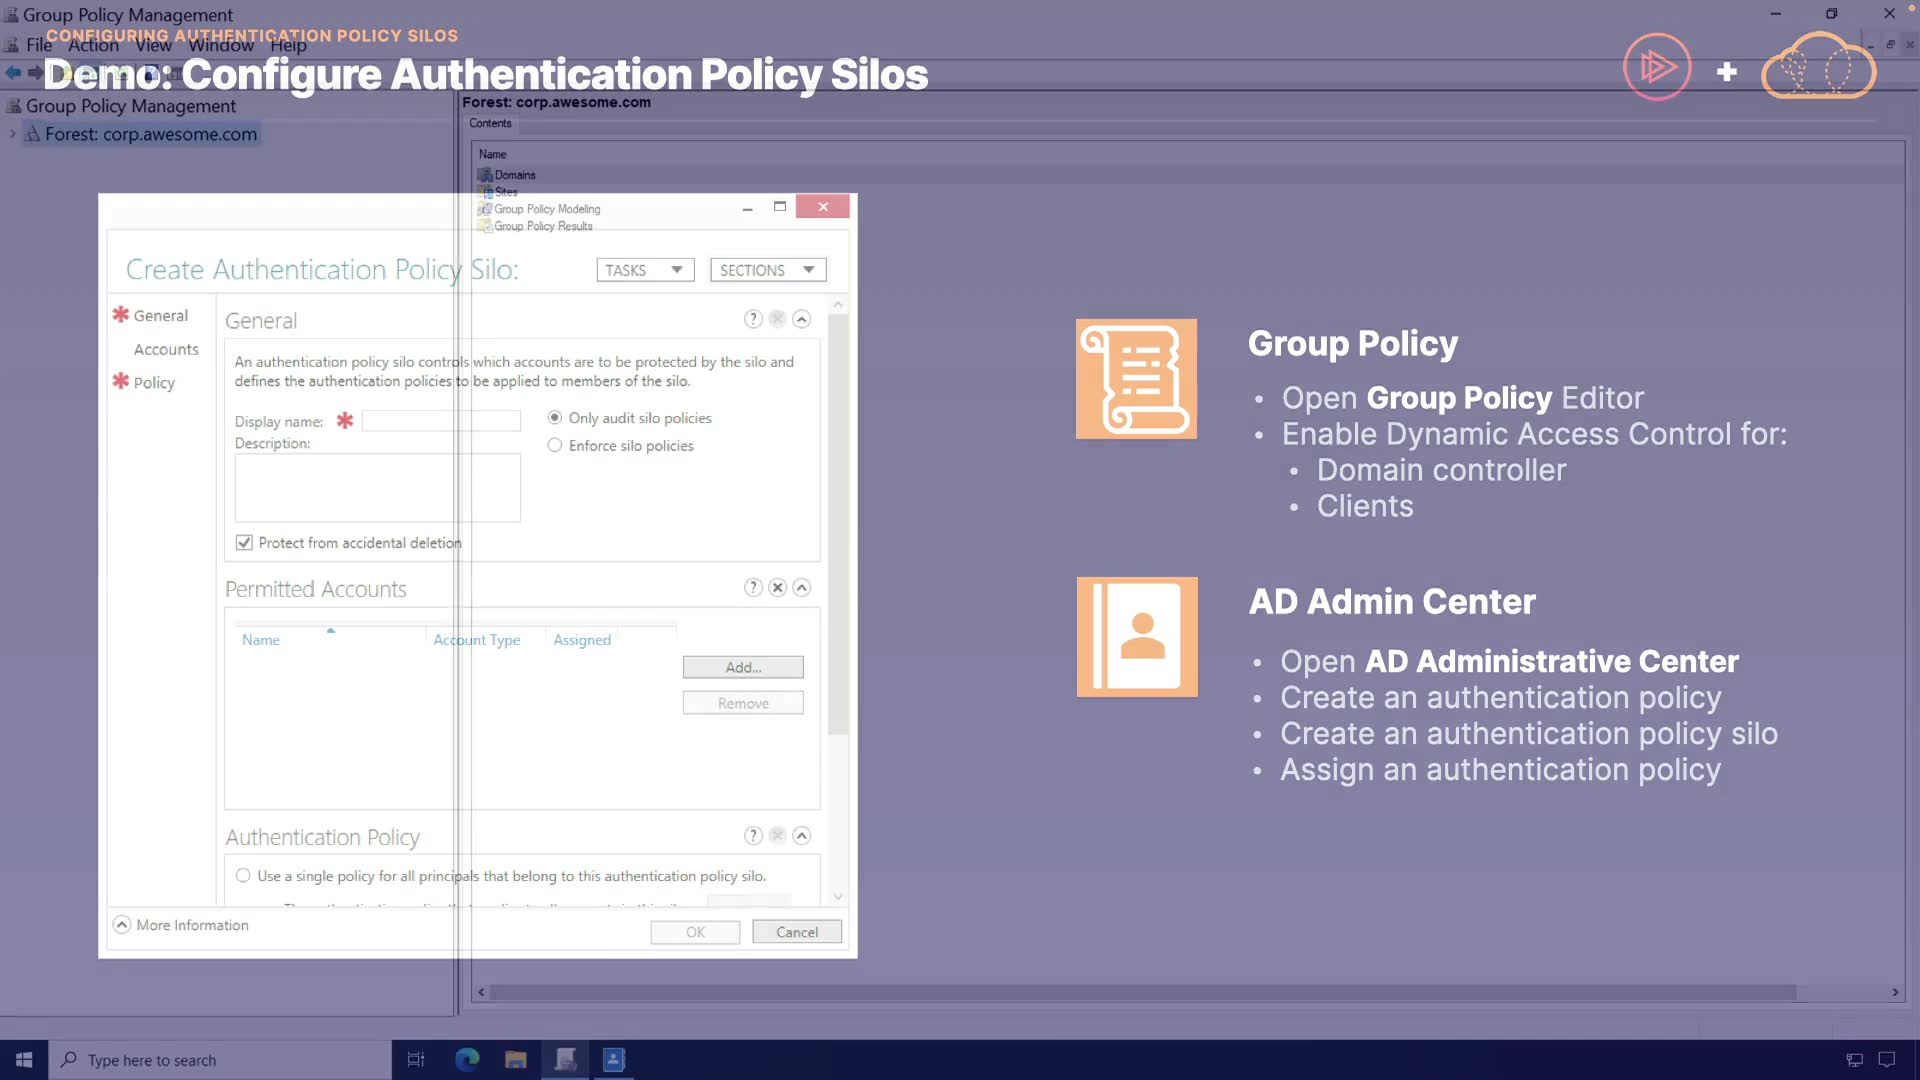 Group Policy Management
CONFIGURING AUTHENTICATION POLICY SILOS
File Action View Window Help
Demo: Configure Authentication Policy Silos
Group Policy Management
Forest: corp.awesome.com
Forest: corp.awesome.com
Contents
Name
Domains
Sites
Group Policy Modeling
Group Policy Results
Create Authentication Policy Silo:
TASKS
SECTIONS
General
Accounts
Policy
General
An authentication policy silo controls which accounts are to be protected by the silo and
defines the authentication policies to be applied to members of the silo.
Display name:
Only audit silo policies
Description:
Enforce silo policies
Protect from accidental deletion
Permitted Accounts
Name
Account Type
Assigned
Add...
Remove
Authentication Policy
Use a single policy for all principals that belong to this authentication policy silo.
More Information
OK
Cancel
Group Policy
• Open Group Policy Editor
• Enable Dynamic Access Control for:
• Domain controller
• Clients
AD Admin Center
• Open AD Administrative Center
• Create an authentication policy
• Create an authentication policy silo
• Assign an authentication policy
Type here to search